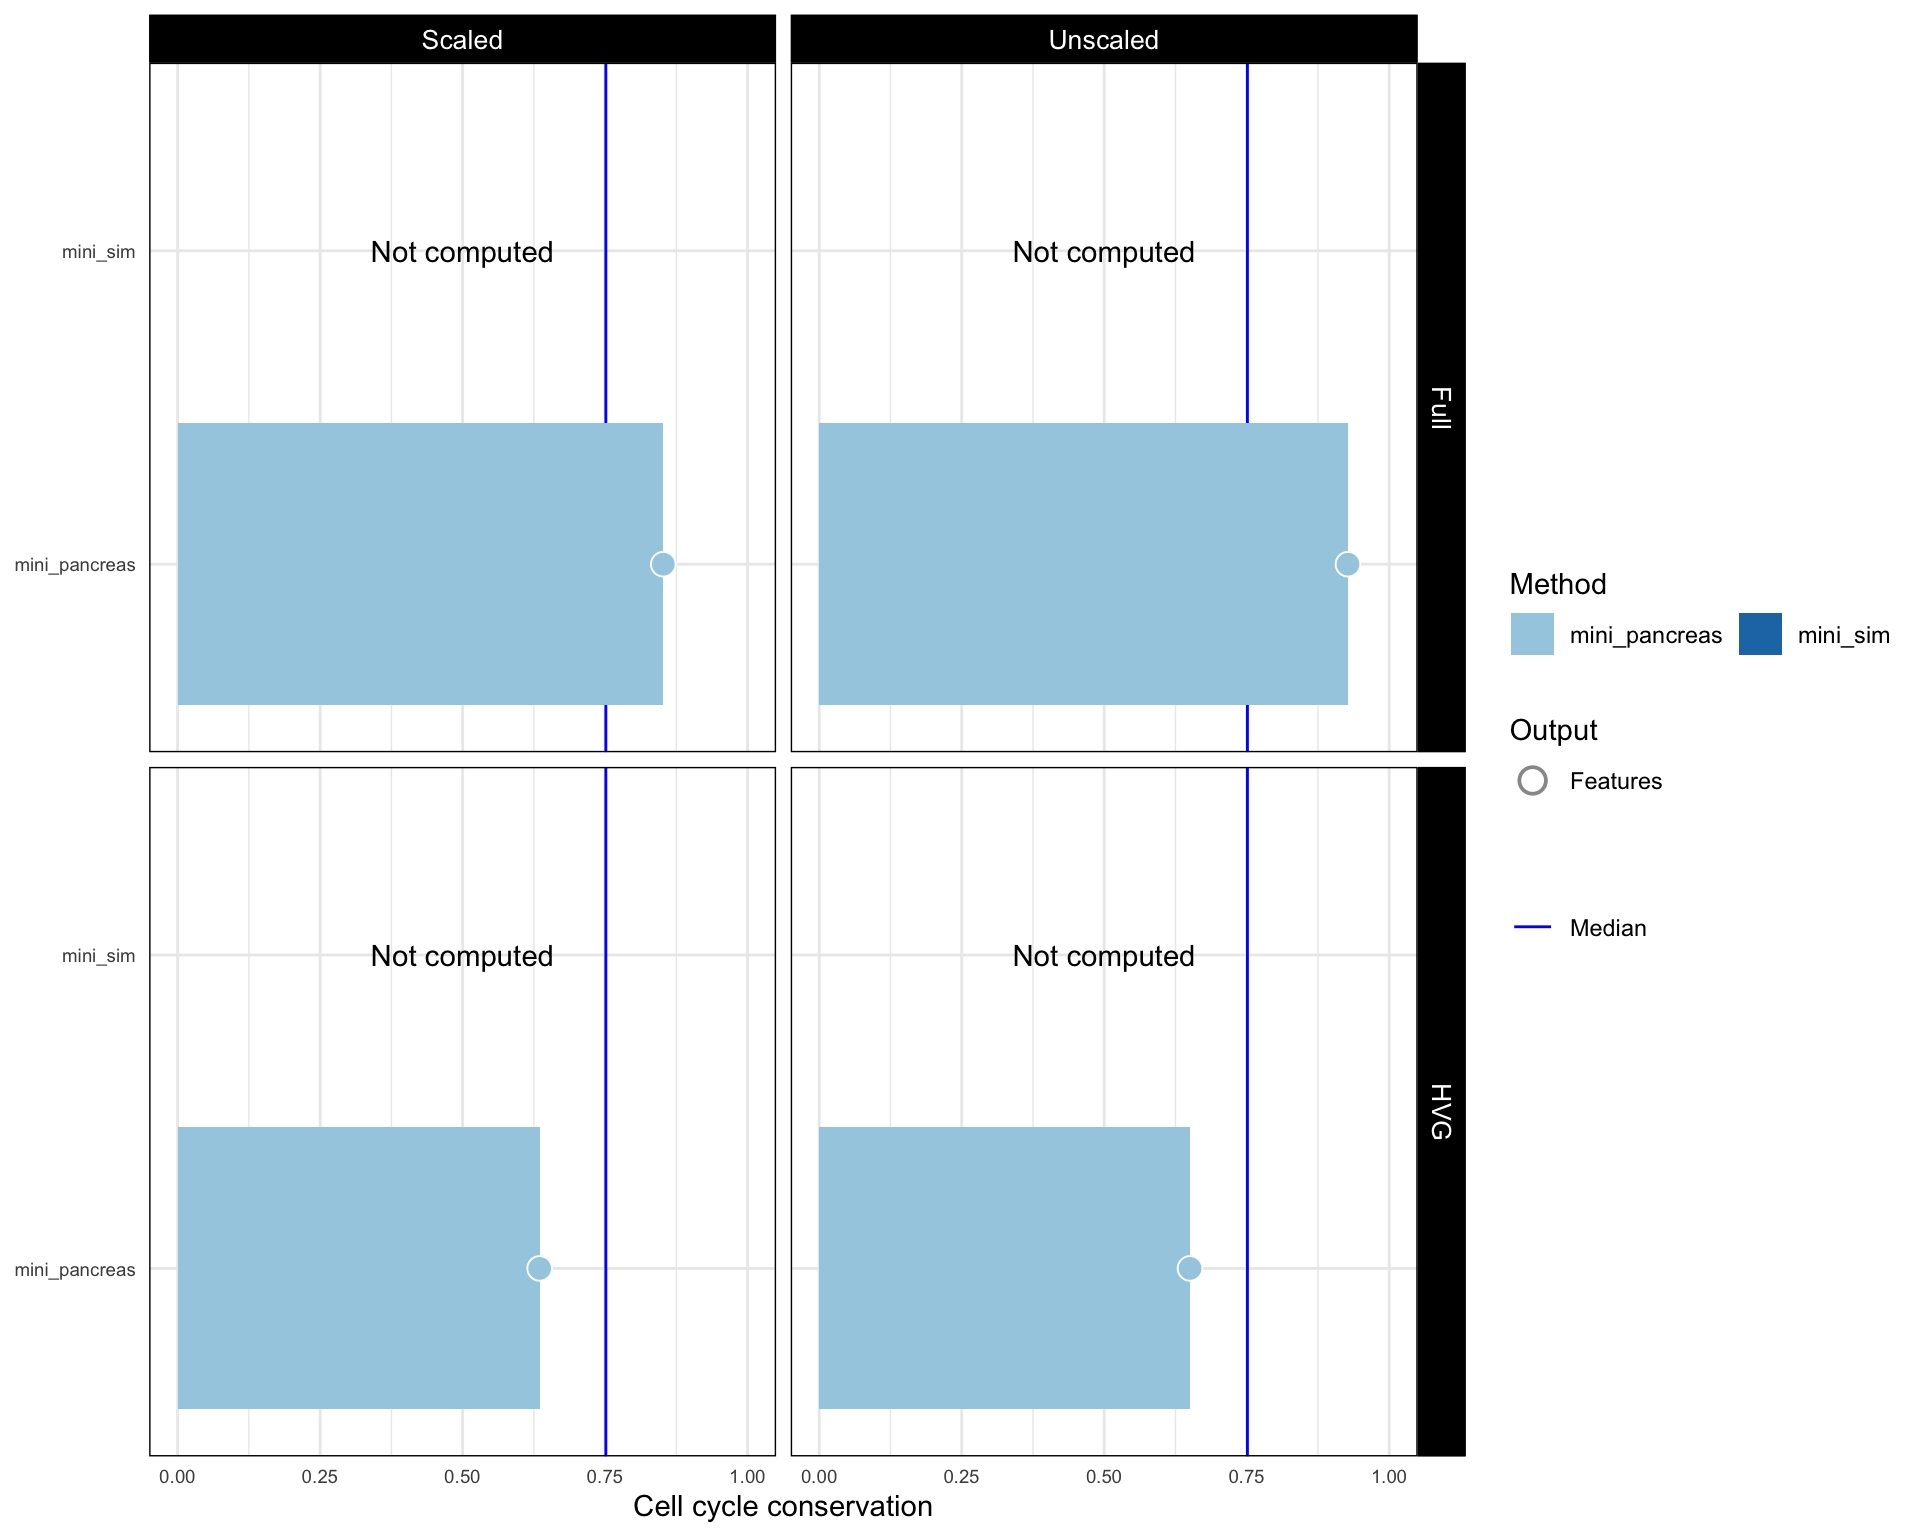 Scaled
Unscaled
mini_sim
Not computed
Not computed
Full
mini_pancreas
mini_sim
Not computed
Not computed
HVG
mini_pancreas
0.00 0.25 0.50 0.75 1.00
0.00 0.25 0.50 0.75 1.00
Cell cycle conservation
Method
mini_pancreas
mini_sim
Output
Features
Median